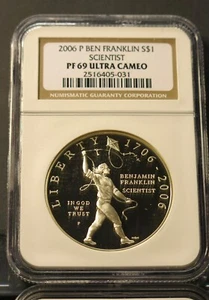 2006 P BEN FRANKLIN S$1
SCIENTIST
PF 69 ULTRA CAMEO
2516405-031
NUMISMATIC GUARANTY CORPORATION
LIBERTY 1706-2006
BENJAMIN
FRANKLIN
SCIENTIST
IN GOD
WE
TRUST
P